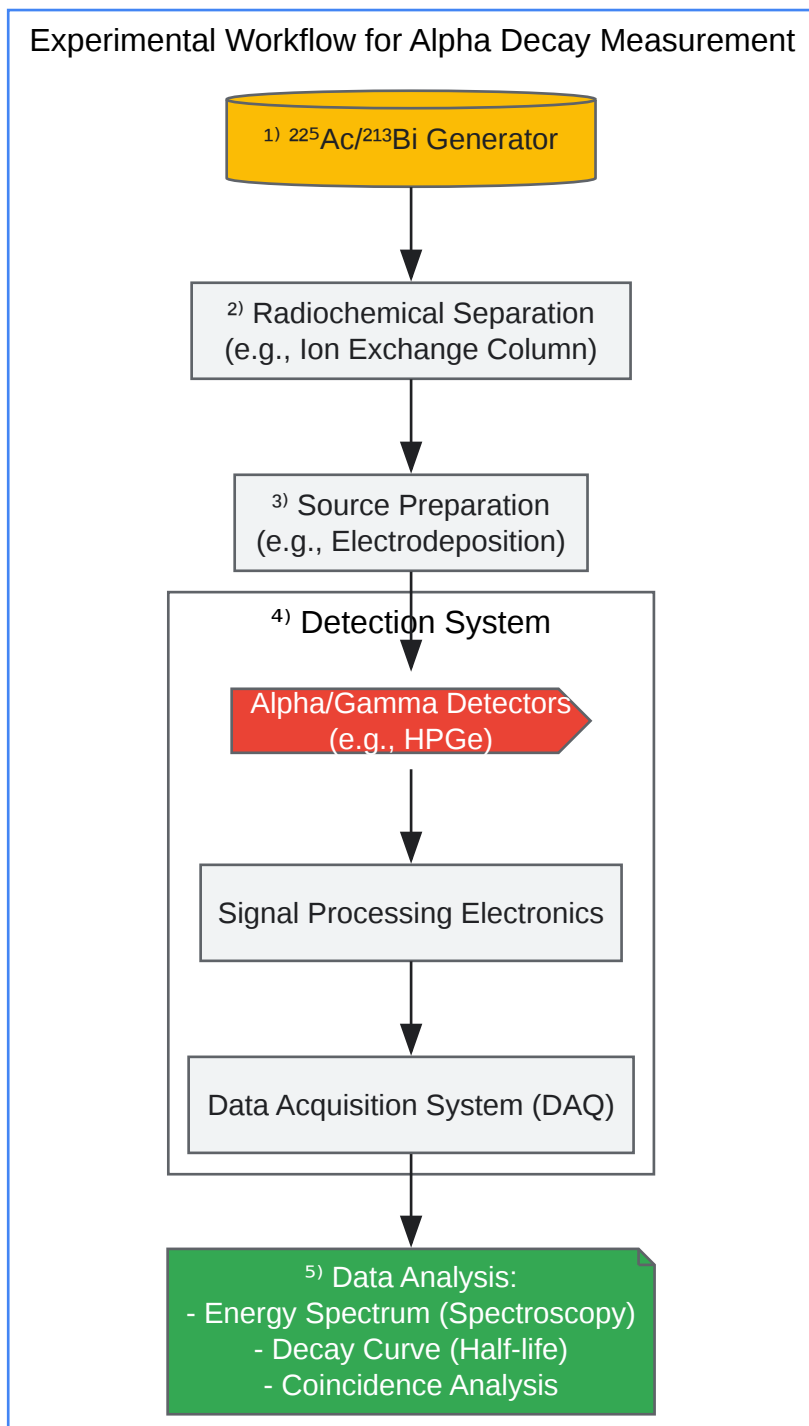 Experimental Workflow for Alpha Decay Measurement
¹⁾ ²²⁵Ac/²¹³Bi Generator
²⁾ Radiochemical Separation
(e.g., Ion Exchange Column)
³⁾ Source Preparation
(e.g., Electrodeposition)
⁴⁾ Detection System
Alpha/Gamma Detectors
(e.g., HPGe)
Signal Processing Electronics
Data Acquisition System (DAQ)
⁵⁾ Data Analysis:
- Energy Spectrum (Spectroscopy)
- Decay Curve (Half-life)
- Coincidence Analysis